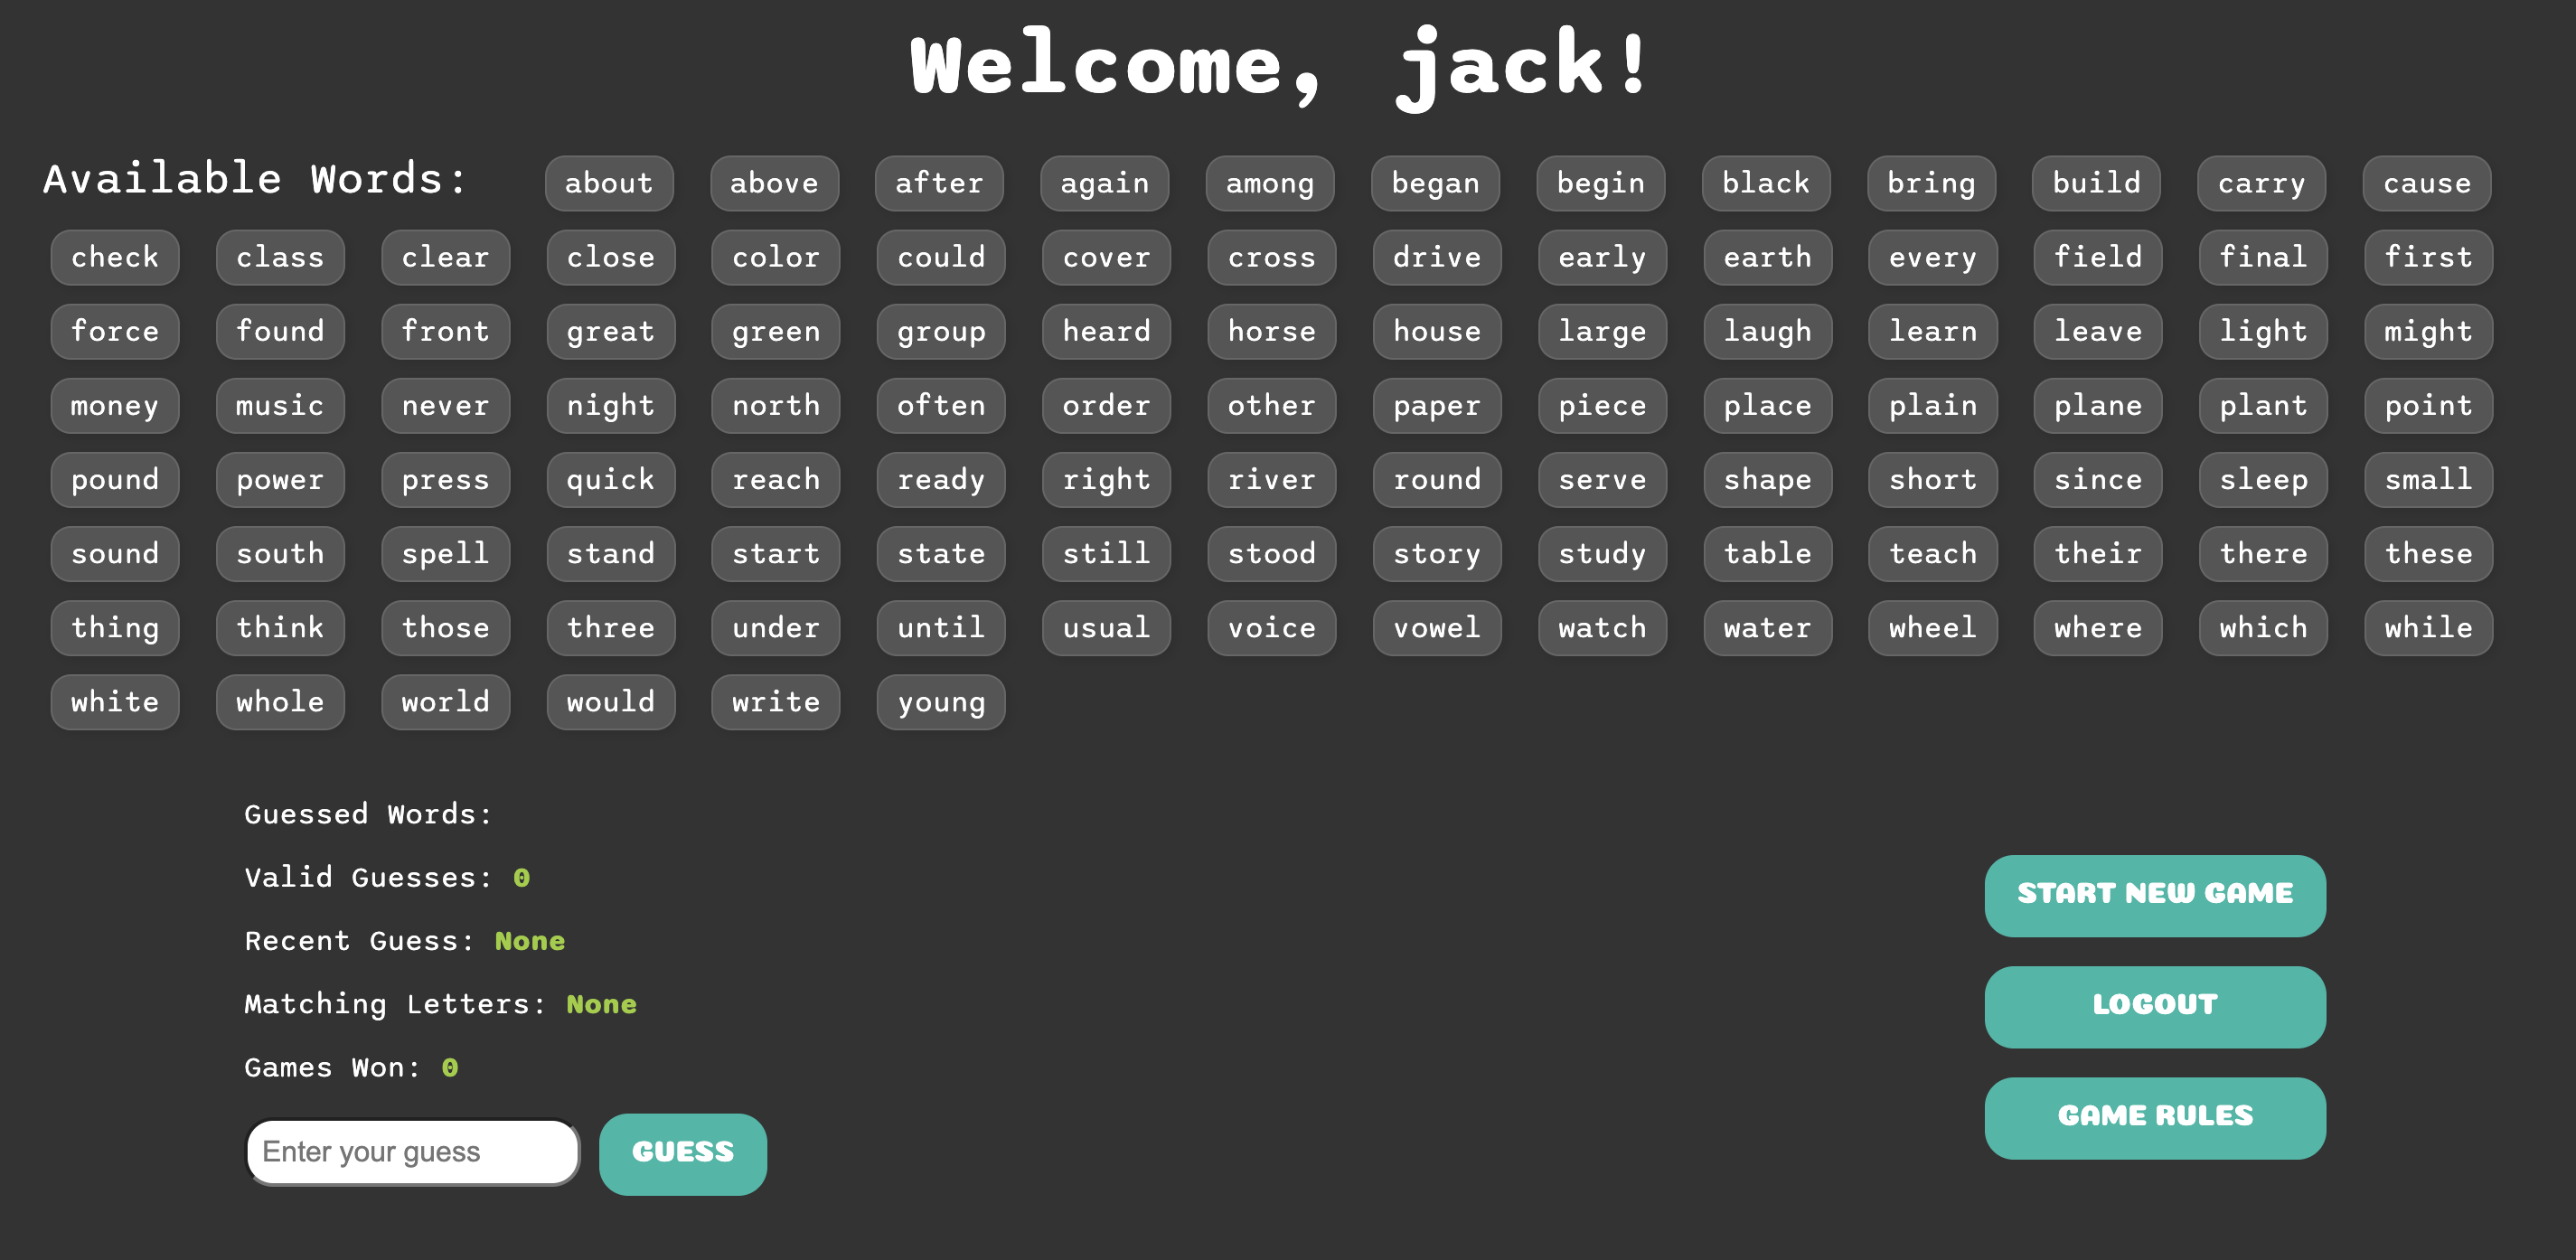 Welcome, jack!
Available Words: about above after again among began begin black bring build carry cause
check class clear close color could cover cross drive early earth every field final first
force found front great green group heard horse house large laugh learn leave light might
money music never night north often order other paper piece place plain plane plant point
pound power press quick reach ready right river round serve shape short since sleep small
sound south spell stand start state still stood story study table teach their there these
thing think those three under until usual voice vowel watch water wheel where which while
white whole world would write young
Guessed Words:
Valid Guesses: 0
Recent Guess: None
Matching Letters: None
Games Won: 0
Enter your guess GUESS
START NEW GAME
LOGOUT
GAME RULES